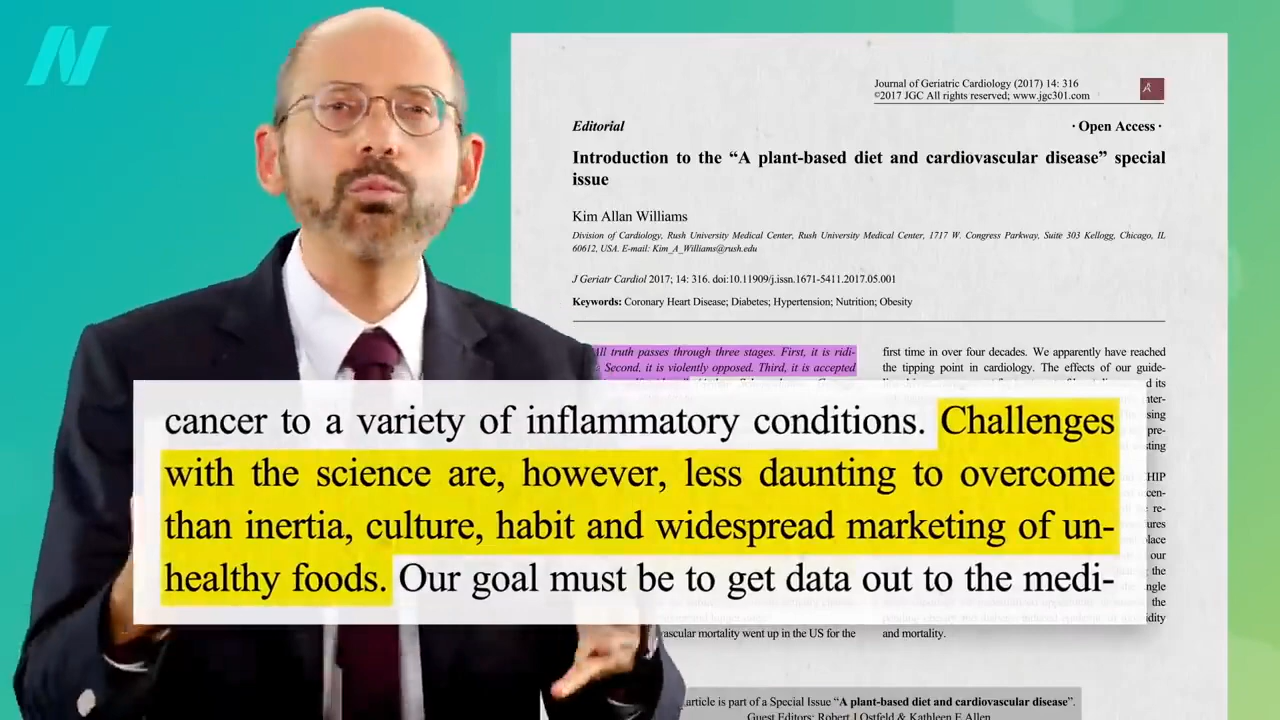 Journal of Geriatric Cardiology (2017) 14: 316
©2017 JGC All rights reserved; www.jgc301.com
Editorial
· Open Access ·
Introduction to the “A plant-based diet and cardiovascular disease” special
issue
Kim Allan Williams
Division of Cardiology, Rush University Medical Center, Rush University Medical Center, 1717 W. Congress Parkway, Suite 303 Kellogg, Chicago, IL
60612, USA. E-mail: Kim_A_Williams@rush.edu
J Geriatr Cardiol 2017; 14: 316. doi:10.11909/j.issn.1671-5411.2017.05.001
Keywords: Coronary Heart Disease; Diabetes; Hypertension; Nutrition; Obesity
All truth passes through three stages. First, it is ridi-
Second, it is violently opposed. Third, it is accepted
first time in over four decades. We apparently have reached
the tipping point in cardiology. The effects of our guide-
cancer to a variety of inflammatory conditions. Challenges
with the science are, however, less daunting to overcome
than inertia, culture, habit and widespread marketing of un-
healthy foods. Our goal must be to get data out to the medi-
vascular mortality went up in the US for the
and mortality.
article is part of a Special Issue “A plant-based diet and cardiovascular disease”.
Guest Editors: Robert J Ostfeld & Kathleen E Allen